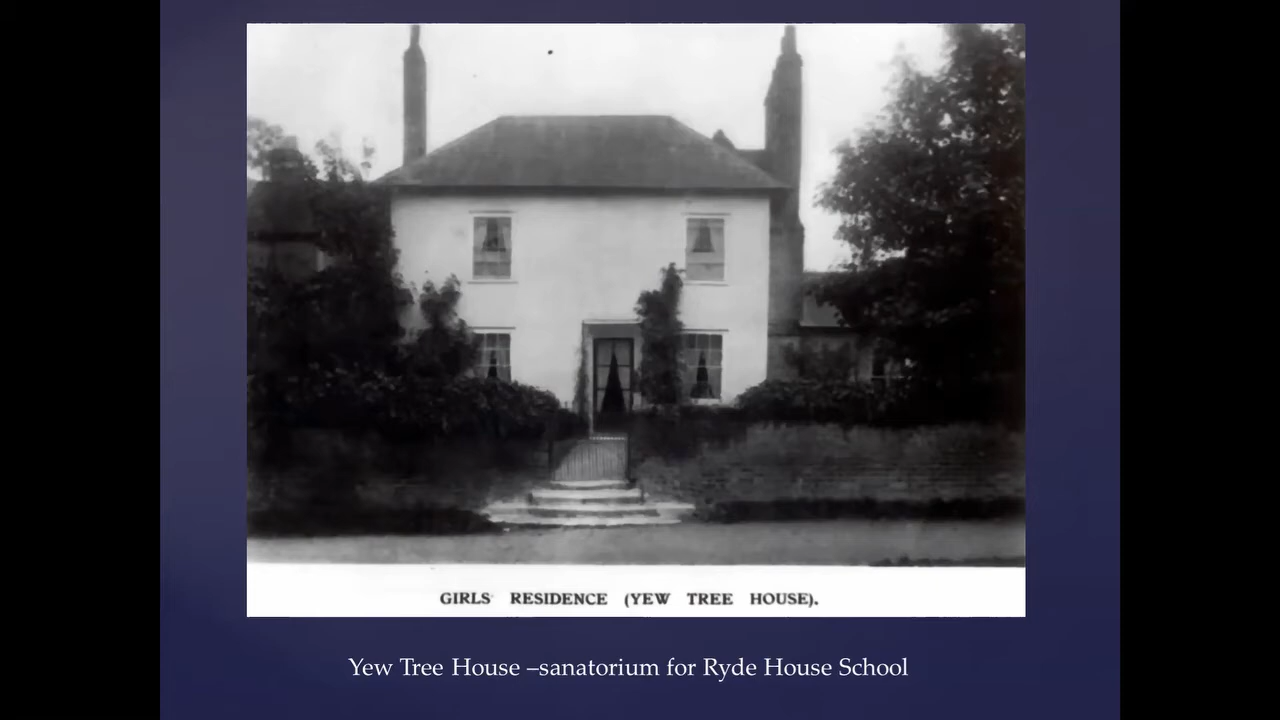 GIRLS' RESIDENCE (YEW TREE HOUSE).
Yew Tree House –sanatorium for Ryde House School